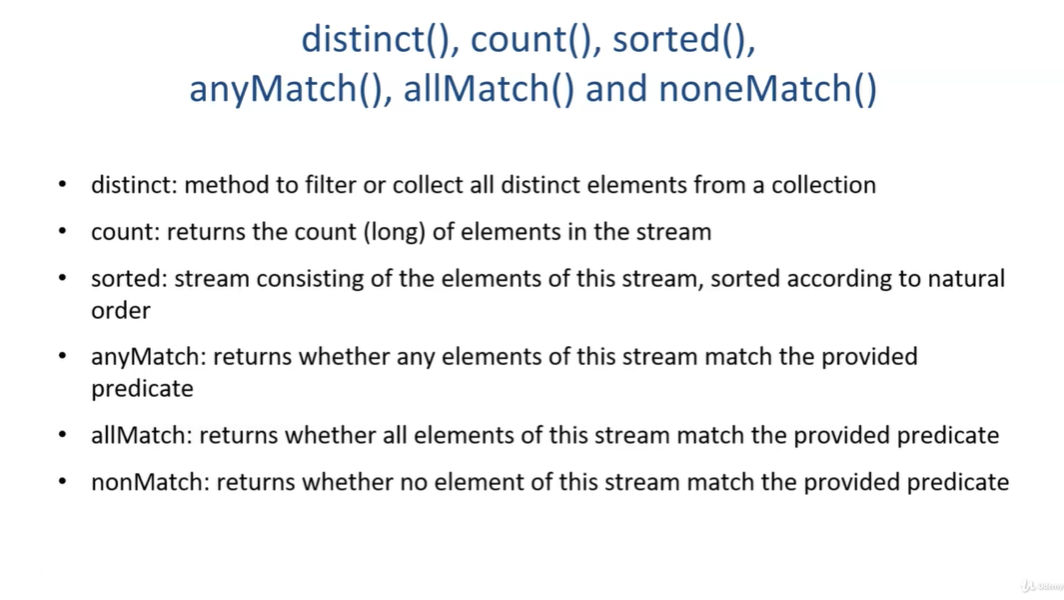 distinct(), count(), sorted(),
anyMatch(), allMatch() and noneMatch()
• distinct: method to filter or collect all distinct elements from a collection
• count: returns the count (long) of elements in the stream
• sorted: stream consisting of the elements of this stream, sorted according to natural
order
• anyMatch: returns whether any elements of this stream match the provided
predicate
• allMatch: returns whether all elements of this stream match the provided predicate
• nonMatch: returns whether no element of this stream match the provided predicate
Udemy